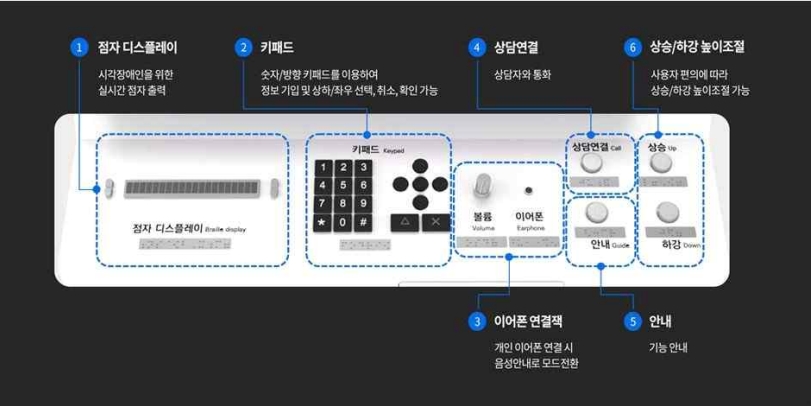 1 점자 디스플레이
시각장애인을 위한
실시간 점자 출력
2 키패드
숫자/방향 키패드를 이용하여
정보 기입 및 상하/좌우 선택, 취소, 확인 가능
4 상담연결
상담자와 통화
6 상승/하강 높이조절
사용자 편의에 따라
상승/하강 높이조절 가능
점자 디스플레이 Braille display
키패드 Keypad
1 2 3
4 5 6
7 8 9
* 0 #
볼륨
Volume
이어폰
Earphone
상담연결 Call
안내 Guide
상승 Up
하강 Down
3 이어폰 연결잭
개인 이어폰 연결 시
음성안내로 모드전환
5 안내
기능 안내